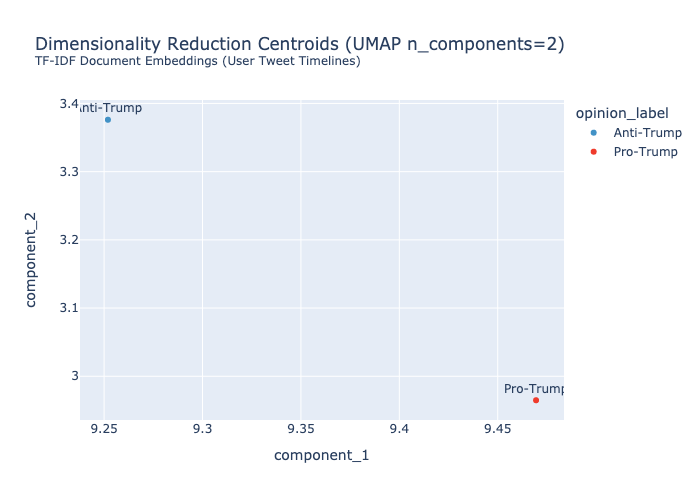 Dimensionality Reduction Centroids (UMAP n_components=2)
TF-IDF Document Embeddings (User Tweet Timelines)
opinion_label
Anti-Trump
Pro-Trump
component_2
3.4
3.3
3.2
3.1
3
Anti-Trump
Pro-Trump
9.25
9.3
9.35
9.4
9.45
component_1